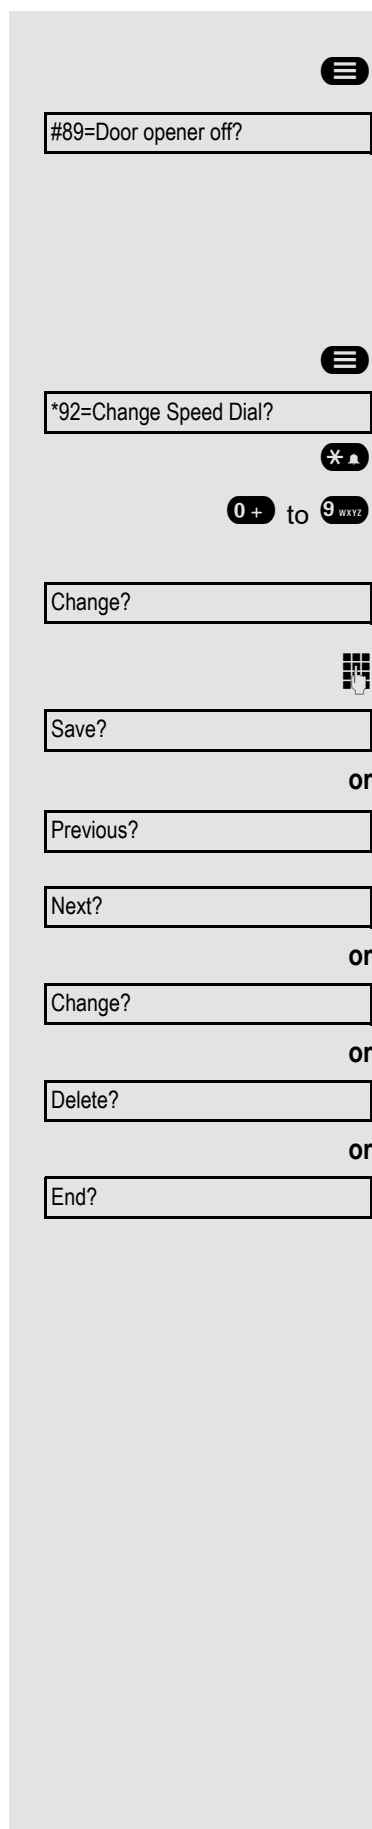 #89=Door opener off?
*92=Change Speed Dial?
0 + to 9 WXYZ
Change?
Save?
or
Previous?
Next?
or
Change?
or
Delete?
or
End?